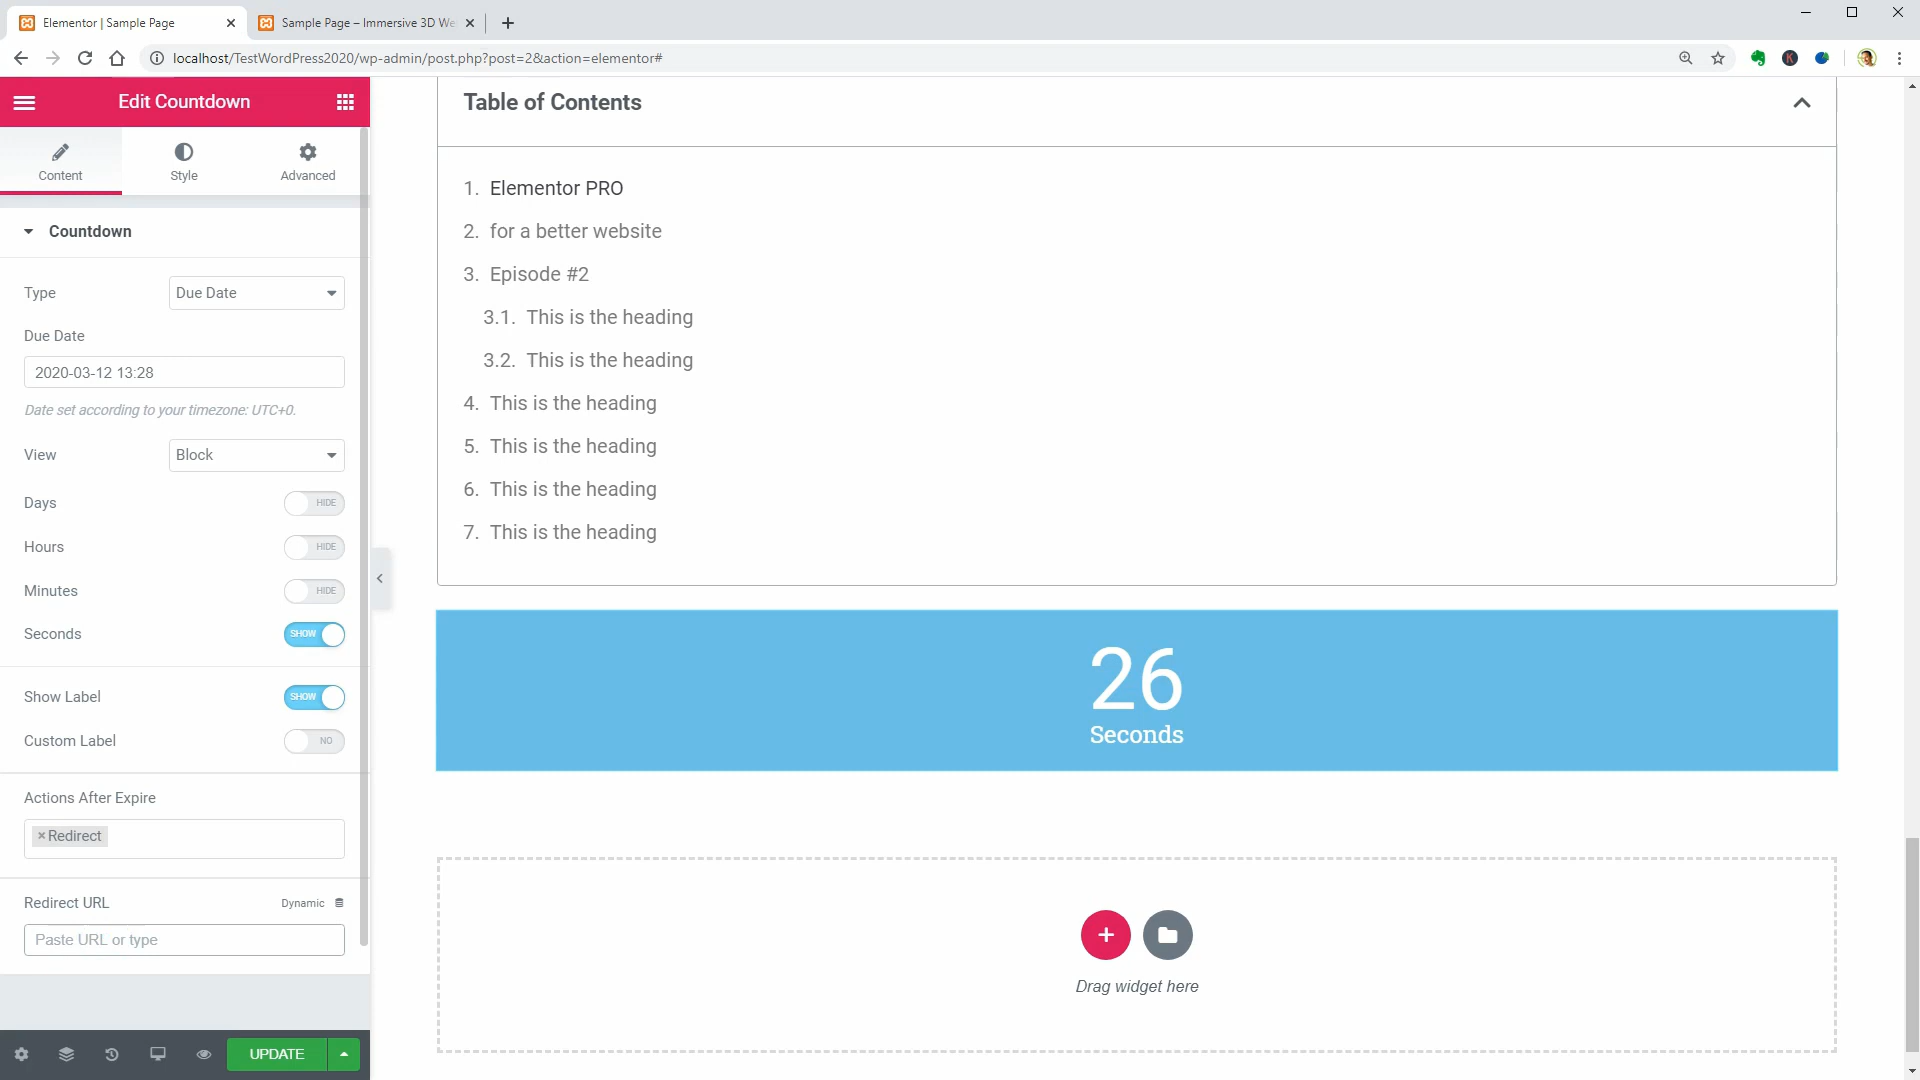 Elementor | Sample Page
Sample Page – Immersive 3D We
localhost/TestWordPress2020/wp-admin/post.php?post=2&action=elementor#
Edit Countdown
Content
Style
Advanced
Countdown
Type
Due Date
Due Date
2020-03-12 13:28
Date set according to your timezone: UTC+0.
View
Block
Days
HIDE
Hours
HIDE
Minutes
HIDE
Seconds
SHOW
Show Label
SHOW
Custom Label
NO
Actions After Expire
×Redirect
Redirect URL
Dynamic
Paste URL or type
UPDATE
Table of Contents
1. Elementor PRO
2. for a better website
3. Episode #2
3.1. This is the heading
3.2. This is the heading
4. This is the heading
5. This is the heading
6. This is the heading
7. This is the heading
26
Seconds
Drag widget here